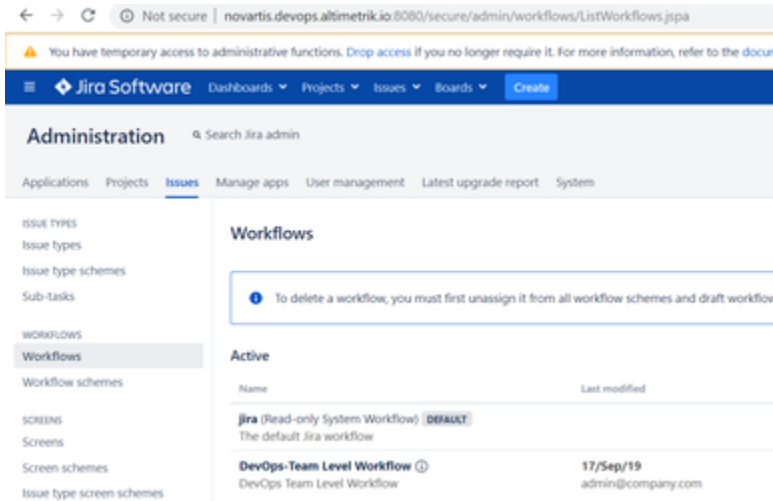 Not secure | novartis.devops.altimetrik.io:8080/secure/admin/workflows/ListWorkflows.jspa
You have temporary access to administrative functions. Drop access if you no longer require it. For more information, refer to the docum
Jira Software Dashboards Projects Issues Boards Create
Administration Search Jira admin
Applications Projects Issues Manage apps User management Latest upgrade report System
ISSUE TYPES
Issue types
Issue type schemes
Sub-tasks
WORKFLOWS
Workflows
Workflow schemes
SCREENS
Screens
Screen schemes
Issue type screen schemes
Workflows
To delete a workflow, you must first unassign it from all workflow schemes and draft workflow
Active
Name Last modified
jira (Read-only System Workflow) DEFAULT
The default Jira workflow
DevOps-Team Level Workflow 17/Sep/19
DevOps Team Level Workflow admin@company.com